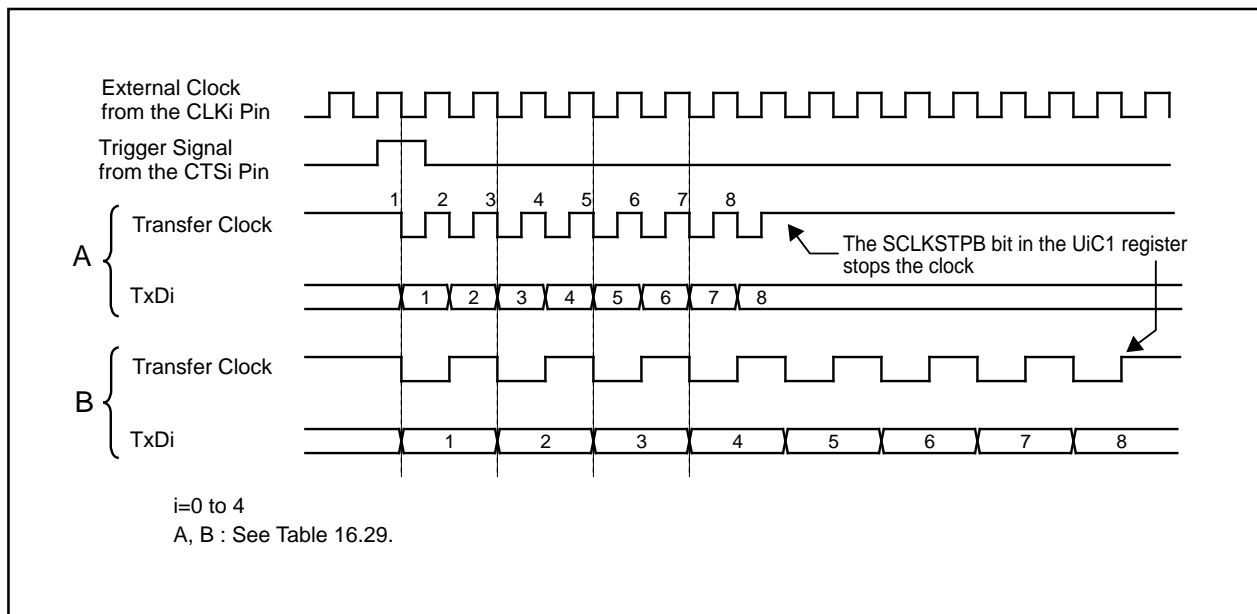 External Clock
from the CLKi Pin
Trigger Signal
from the CTSi Pin
1 2 3 4 5 6 7 8
A
Transfer Clock
The SCLKSTPB bit in the UiC1 register
stops the clock
TxDi
1 2 3 4 5 6 7 8
B
Transfer Clock
TxDi
1 2 3 4 5 6 7 8
i=0 to 4
A, B : See Table 16.29.